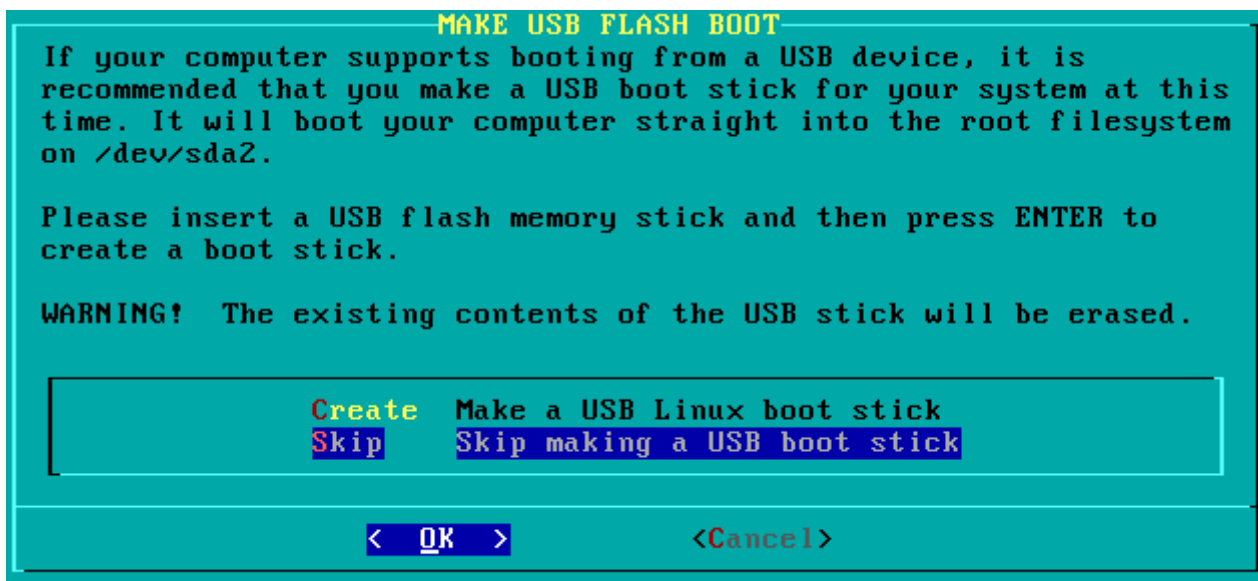 MAKE USB FLASH BOOT
If your computer supports booting from a USB device, it is
recommended that you make a USB boot stick for your system at this
time. It will boot your computer straight into the root filesystem
on /dev/sda2.
Please insert a USB flash memory stick and then press ENTER to
create a boot stick.
WARNING!  The existing contents of the USB stick will be erased.
Create  Make a USB Linux boot stick
Skip  Skip making a USB boot stick
<  OK  > <Cancel>